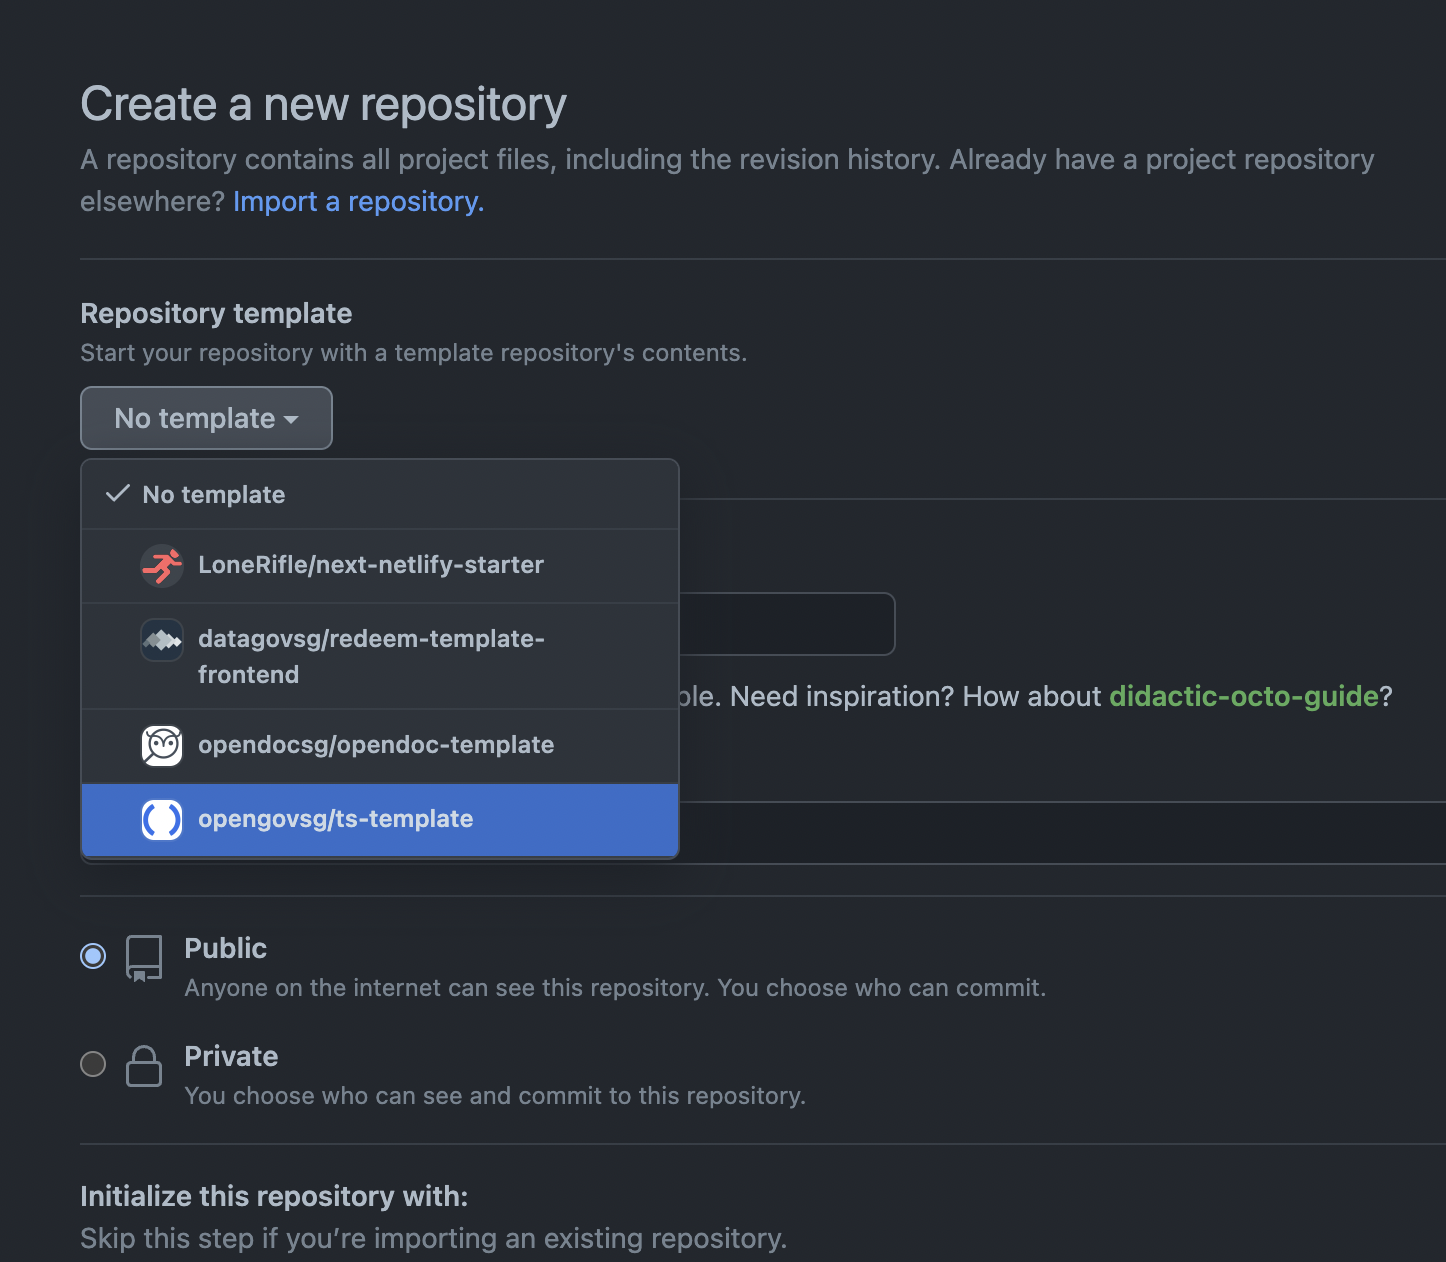 Create a new repository
A repository contains all project files, including the revision history. Already have a project repository
elsewhere? Import a repository.
Repository template
Start your repository with a template repository's contents.
No template
No template
LoneRifle/next-netlify-starter
datagovsg/redeem-template-
frontend
ple. Need inspiration? How about didactic-octo-guide?
opendocsg/opendoc-template
opengovsg/ts-template
Public
Anyone on the internet can see this repository. You choose who can commit.
Private
You choose who can see and commit to this repository.
Initialize this repository with:
Skip this step if you’re importing an existing repository.